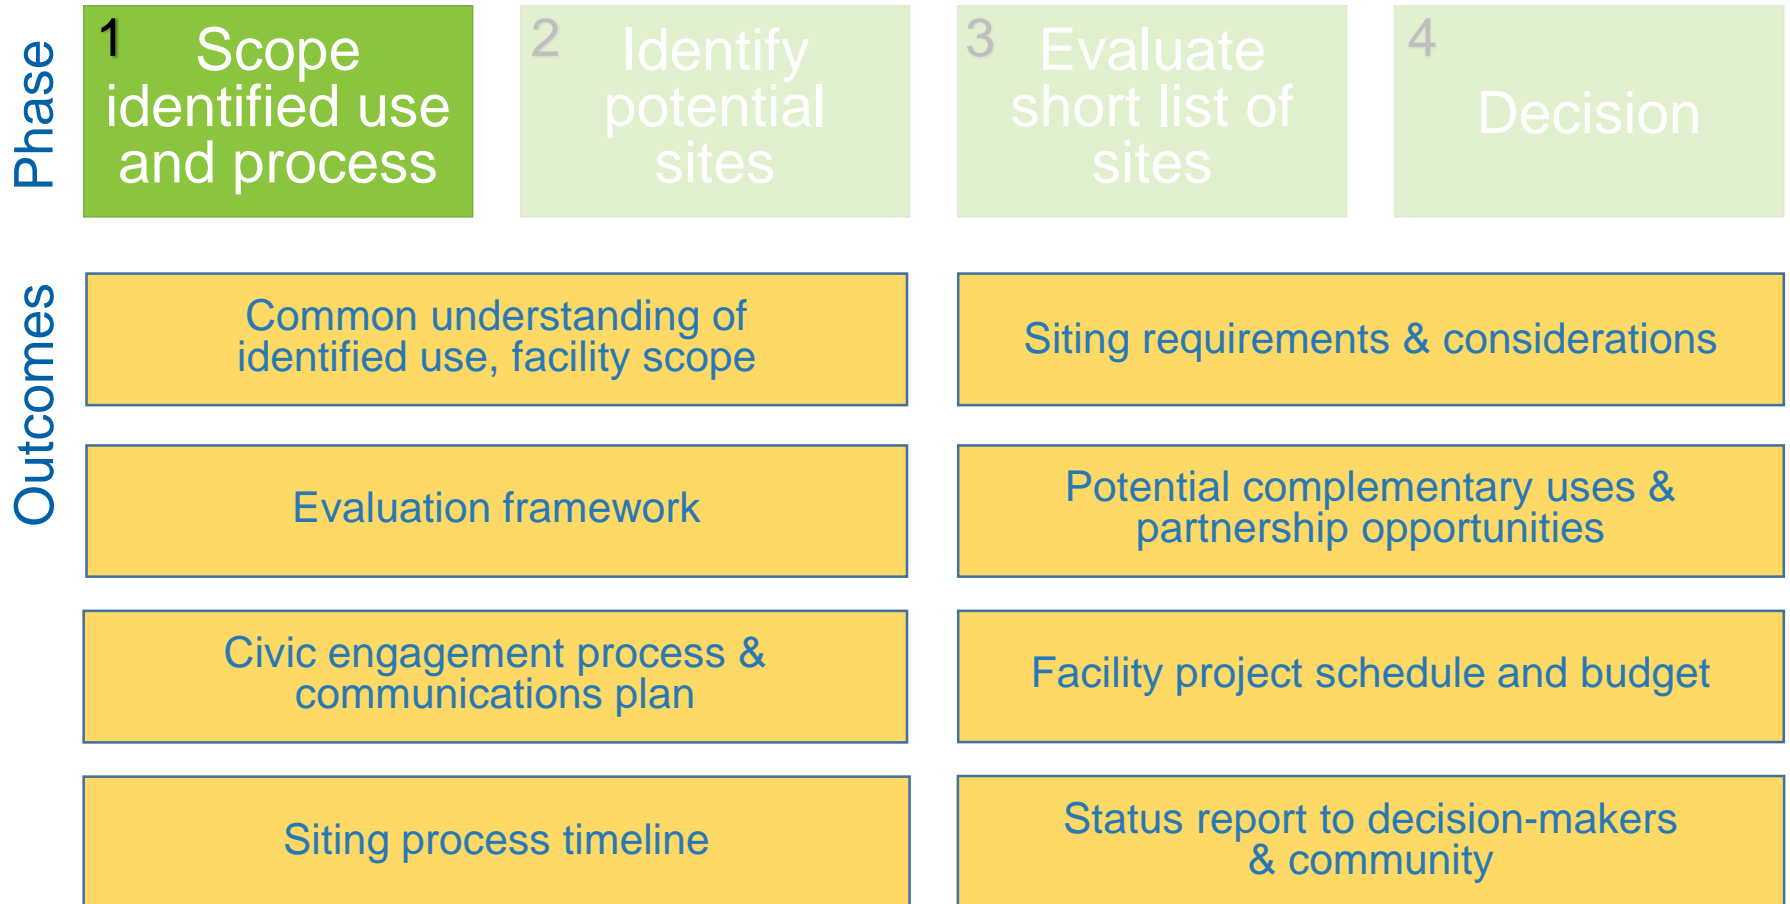 Phase
1
Scope
identified use
and process
2
Identify
potential
sites
3
Evaluate
short list of
sites
4
Decision
Outcomes
Common understanding of
identified use, facility scope
Siting requirements & considerations
Evaluation framework
Potential complementary uses &
partnership opportunities
Civic engagement process &
communications plan
Facility project schedule and budget
Siting process timeline
Status report to decision-makers
& community